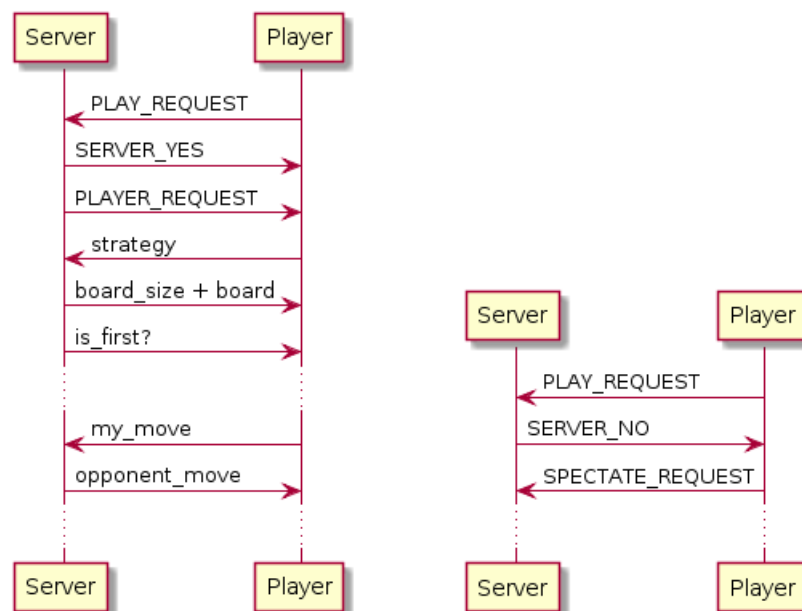 Server
Player
PLAY_REQUEST
SERVER_YES
PLAYER_REQUEST
strategy
board_size + board
is_first?
my_move
opponent_move
Server
Player
Server
Player
PLAY_REQUEST
SERVER_NO
SPECTATE_REQUEST
Server
Player